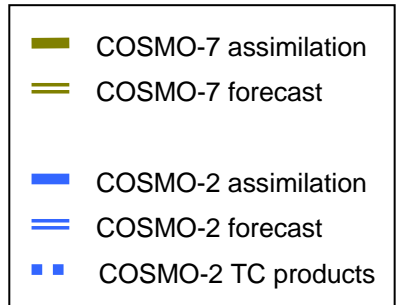 COSMO-7 assimilation
COSMO-7 forecast
COSMO-2 assimilation
COSMO-2 forecast
COSMO-2 TC products